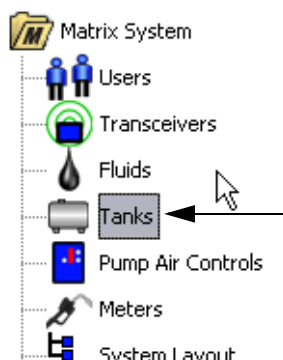 Matrix System
Users
Transceivers
Fluids
Tanks
Pump Air Controls
Meters
System Layout